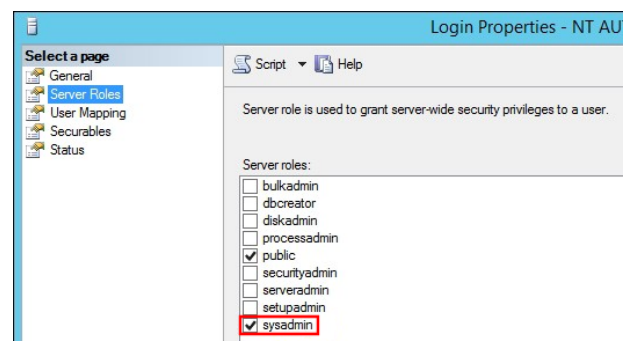 Login Properties - NT AU
Select a page
General
Server Roles
User Mapping
Securables
Status
Script Help
Server role is used to grant server-wide security privileges to a user.
Server roles:
bulkadmin
dbcreator
diskadmin
processadmin
public
securityadmin
serveradmin
setupadmin
sysadmin